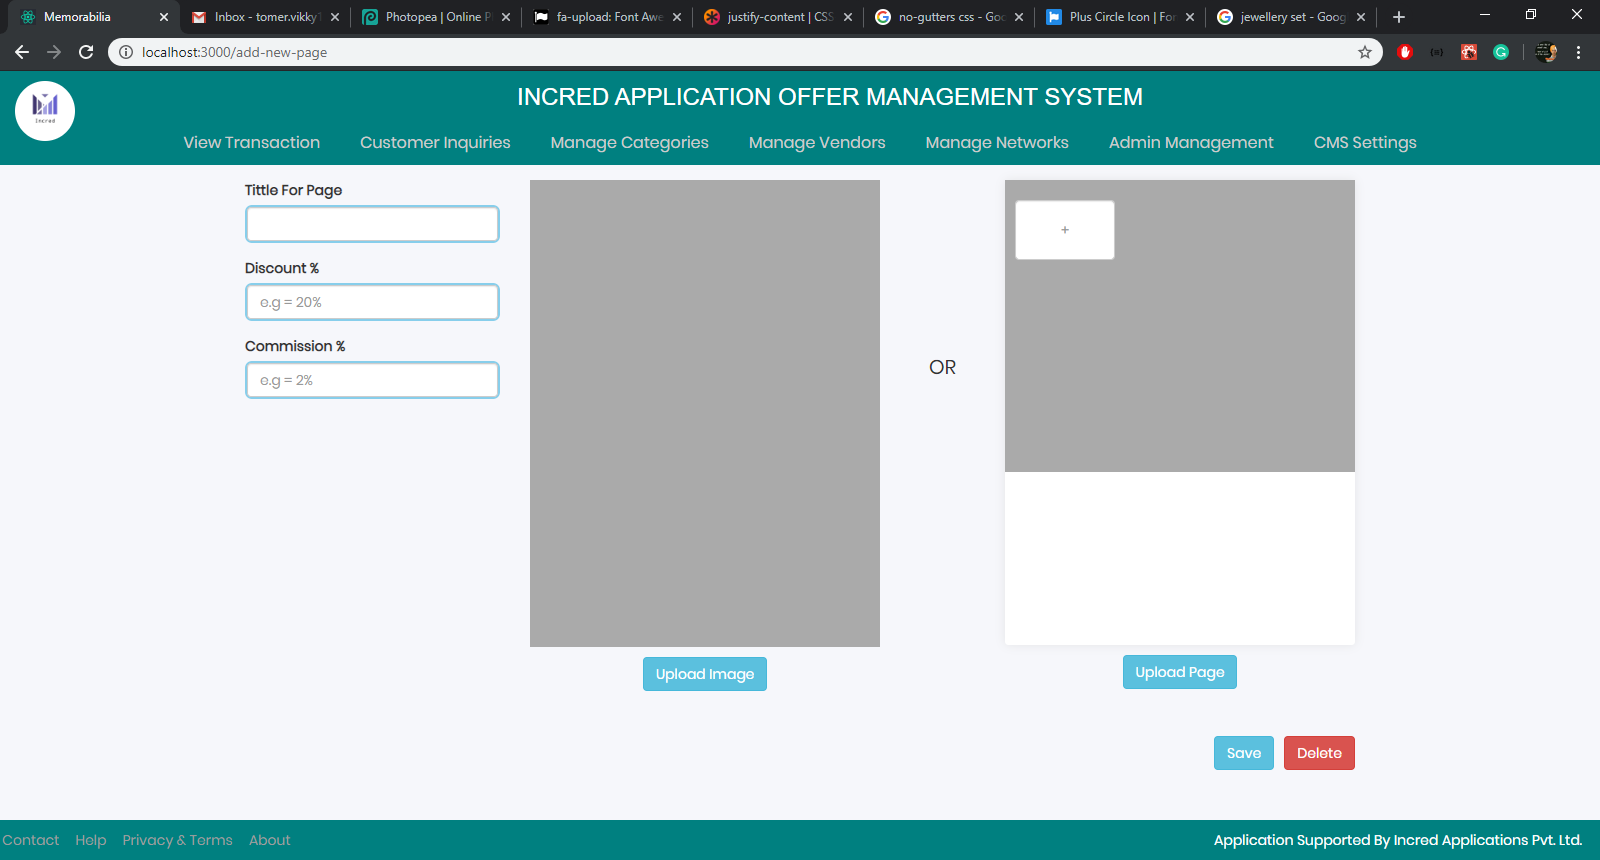 Memorabilia
Inbox - tomer.vikky1
Photopea | Online P
fa-upload: Font Awe
justify-content | CSS
no-gutters css - Goo
Plus Circle Icon | For
jewellery set - Goog
localhost:3000/add-new-page
Incred
INCRED APPLICATION OFFER MANAGEMENT SYSTEM
View Transaction
Customer Inquiries
Manage Categories
Manage Vendors
Manage Networks
Admin Management
CMS Settings
Tittle For Page
Discount %
e.g = 20%
Commission %
e.g = 2%
Upload Image
OR
+
Upload Page
Save
Delete
Contact
Help
Privacy & Terms
About
Application Supported By Incred Applications Pvt. Ltd.